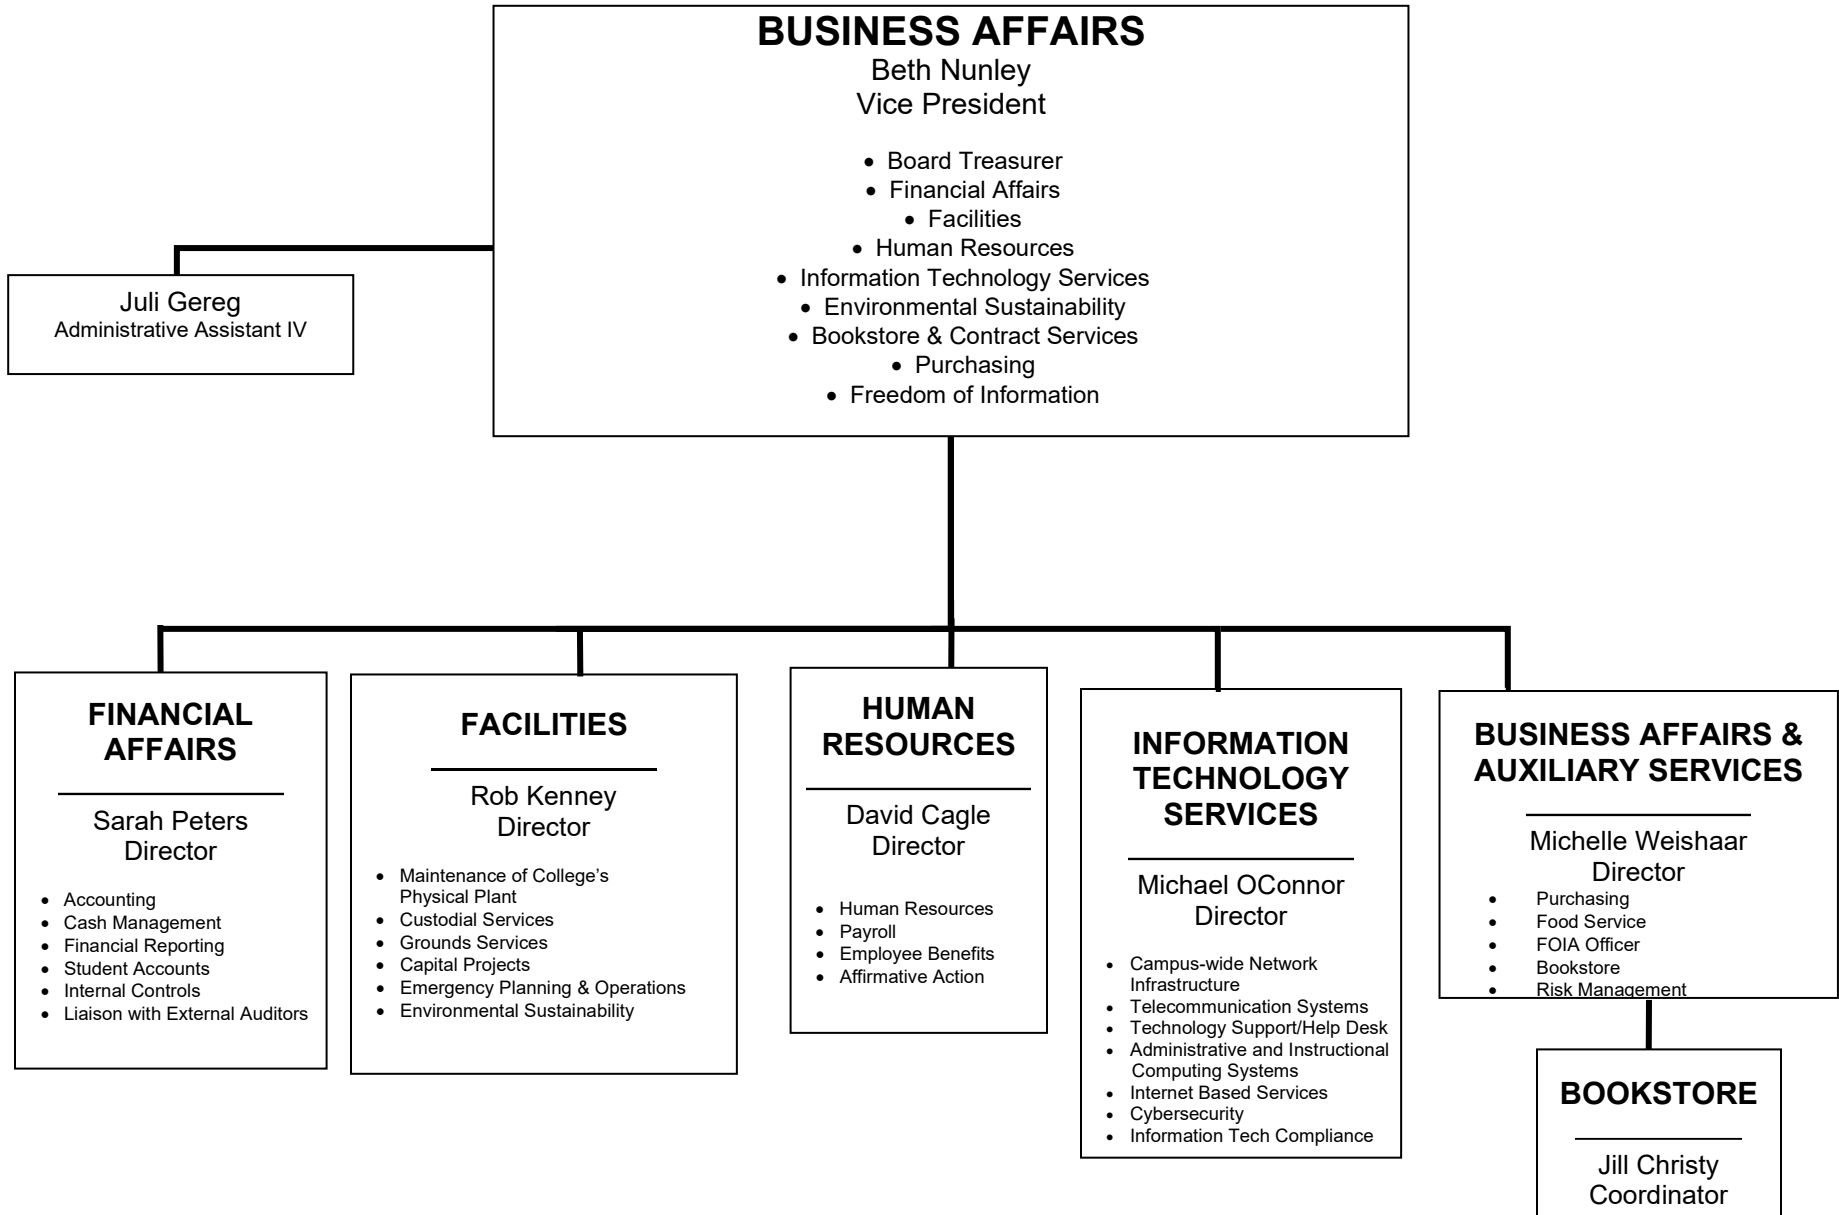 BUSINESS AFFAIRS
Beth Nunley
Vice President
• Board Treasurer
• Financial Affairs
• Facilities
• Human Resources
• Information Technology Services
• Environmental Sustainability
• Bookstore & Contract Services
• Purchasing
• Freedom of Information
Juli Gereg
Administrative Assistant IV
FINANCIAL
AFFAIRS
Sarah Peters
Director
• Accounting
• Cash Management
• Financial Reporting
• Student Accounts
• Internal Controls
• Liaison with External Auditors
FACILITIES
Rob Kenney
Director
• Maintenance of College’s
Physical Plant
• Custodial Services
• Grounds Services
• Capital Projects
• Emergency Planning & Operations
• Environmental Sustainability
HUMAN
RESOURCES
David Cagle
Director
• Human Resources
• Payroll
• Employee Benefits
• Affirmative Action
INFORMATION
TECHNOLOGY
SERVICES
Michael OConnor
Director
• Campus-wide Network
Infrastructure
• Telecommunication Systems
• Technology Support/Help Desk
• Administrative and Instructional
Computing Systems
• Internet Based Services
• Cybersecurity
• Information Tech Compliance
BUSINESS AFFAIRS &
AUXILIARY SERVICES
Michelle Weishaar
Director
• Purchasing
• Food Service
• FOIA Officer
• Bookstore
• Risk Management
BOOKSTORE
Jill Christy
Coordinator